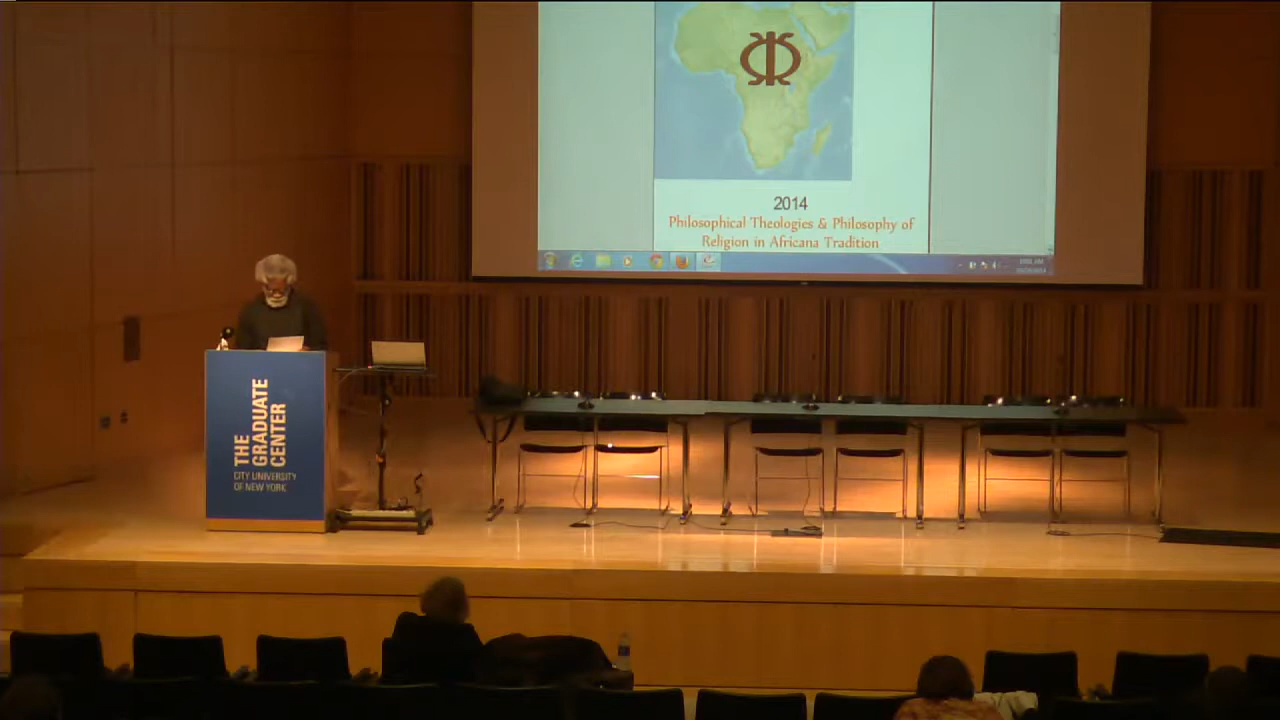 2014
Philosophical Theologies & Philosophy of
Religion in Africana Tradition
THE
GRADUATE
CENTER
CITY UNIVERSITY
OF NEW YORK